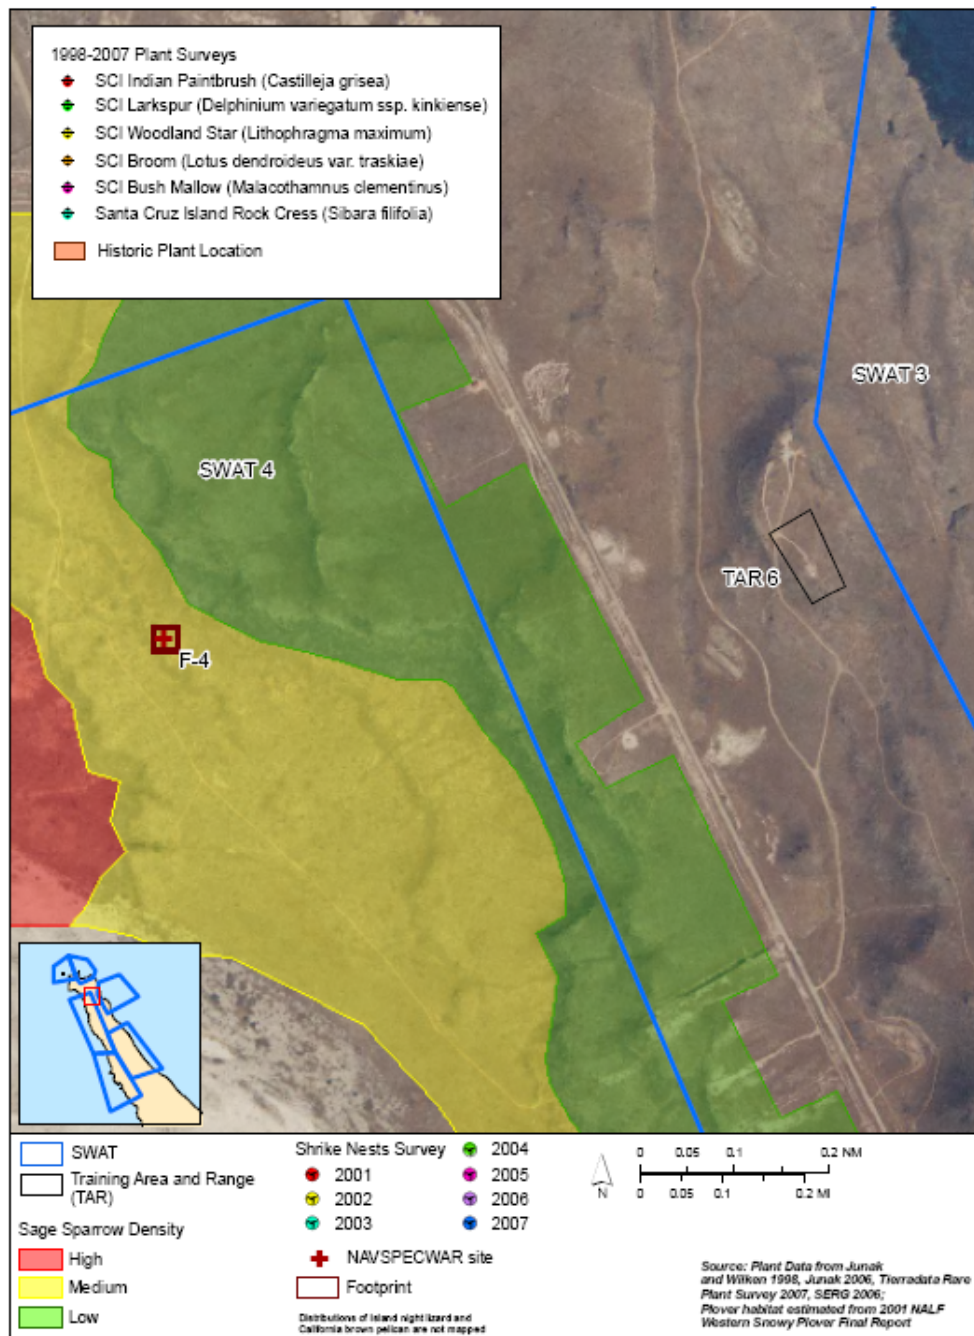 1998-2007 Plant Surveys
SCI Indian Paintbrush (Castilleja grisea)
SCI Larkspur (Delphinium variegatum ssp. kinkiense)
SCI Woodland Star (Lithophragma maximum)
SCI Broom (Lotus dendroideus var. traskiae)
SCI Bush Mallow (Malacothamnus clementinus)
Santa Cruz Island Rock Cress (Sibara filifolia)
Historic Plant Location
SWAT 3
SWAT 4
TAR 6
F-4
SWAT
Training Area and Range
(TAR)
Sage Sparrow Density
High
Medium
Low
Shrike Nests Survey
2001
2002
2003
2004
2005
2006
2007
NAVSPECWAR site
Footprint
Distributions of island night lizard and
California brown pelican are not mapped
N
0 0.05 0.1 0.2 NM
0 0.05 0.1 0.2 MI
Source: Plant Data from Junak
and Wilken 1998, Junak 2006, Tierradata Rare
Plant Survey 2007, SERG 2006;
Plover habitat estimated from 2001 NALF
Western Snowy Plover Final Report